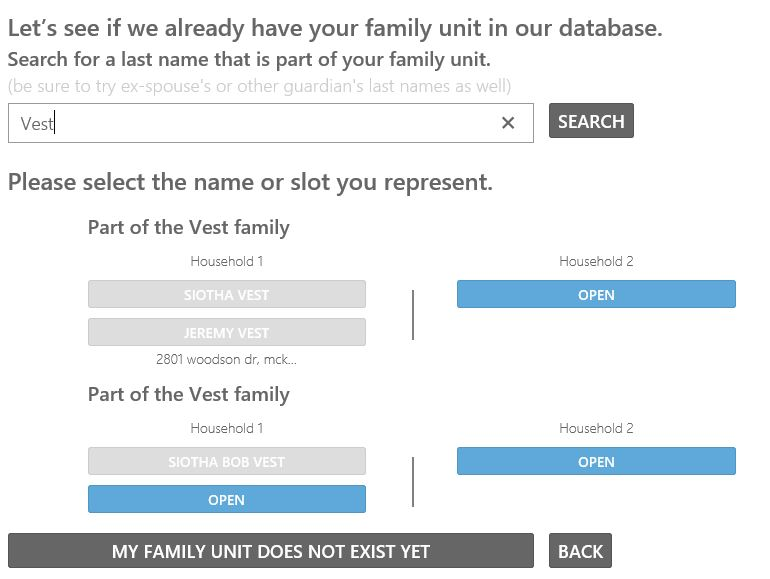 Let's see if we already have your family unit in our database.
Search for a last name that is part of your family unit.
(be sure to try ex-spouse's or other guardian's last names as well)
Vest
SEARCH
Please select the name or slot you represent.
Part of the Vest family
Household 1
Household 2
SIOTHA VEST
OPEN
JEREMY VEST
2801 woodson dr, mck...
Part of the Vest family
Household 1
Household 2
SIOTHA BOB VEST
OPEN
OPEN
MY FAMILY UNIT DOES NOT EXIST YET
BACK